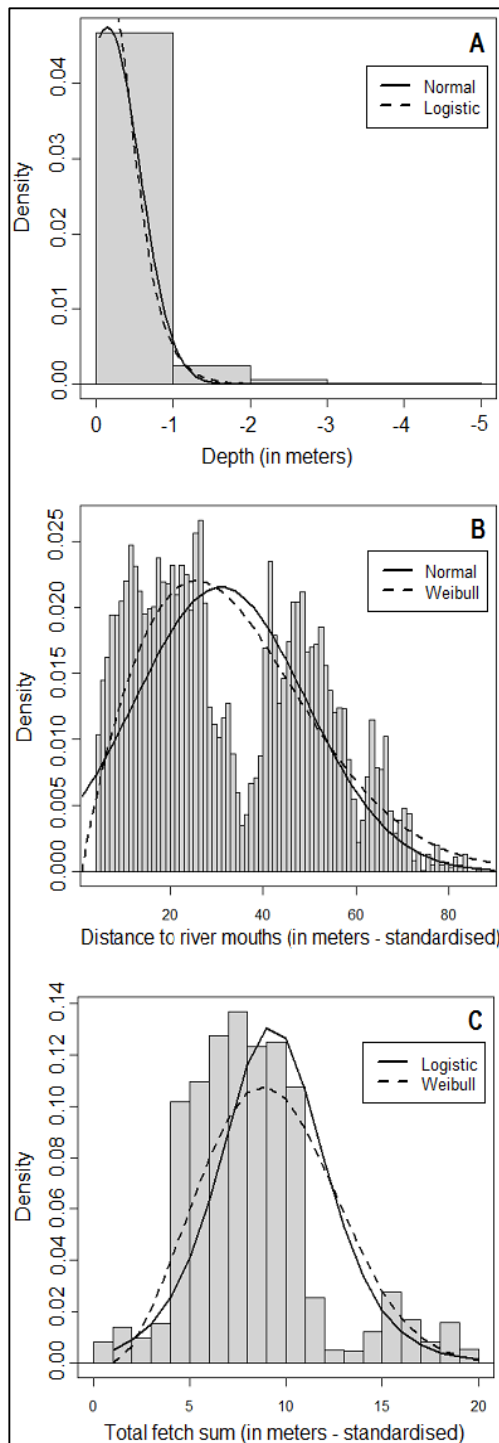 A
Normal
Logistic
Density
0.00 0.01 0.02 0.03 0.04
0 -1 -2 -3 -4 -5
Depth (in meters)
B
Normal
Weibull
Density
0.000 0.005 0.010 0.015 0.020 0.025
20 40 60 80
Distance to river mouths (in meters - standardised)
C
Logistic
Weibull
Density
0.00 0.02 0.04 0.06 0.08 0.10 0.12 0.14
0 5 10 15 20
Total fetch sum (in meters - standardised)